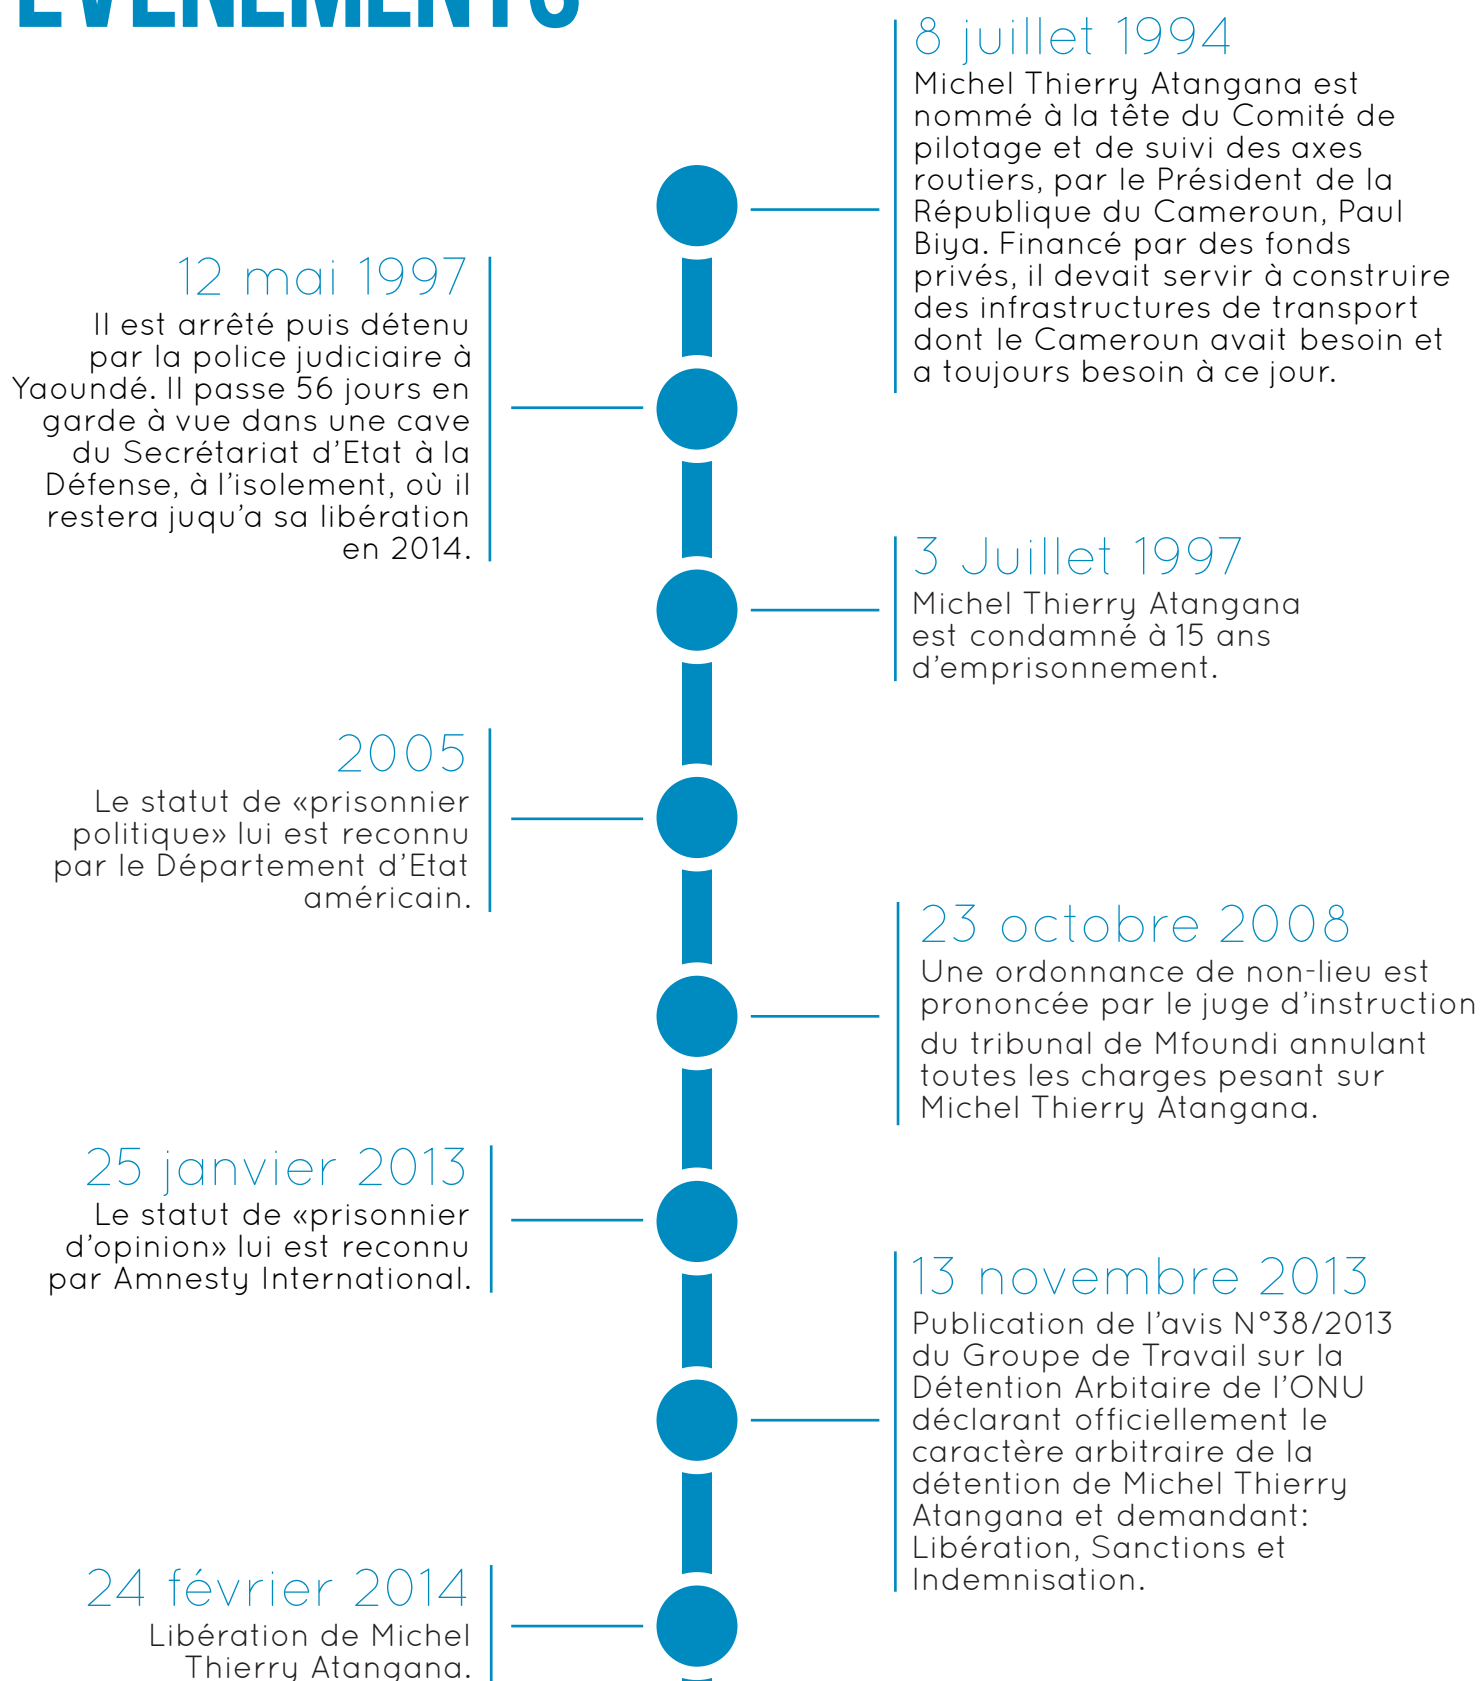 ÉVÉNEMENTS
8 juillet 1994
Michel Thierry Atangana est
nommé à la tête du Comité de
pilotage et de suivi des axes
routiers, par le Président de la
République du Cameroun, Paul
Biya. Financé par des fonds
privés, il devait servir à construire
des infrastructures de transport
dont le Cameroun avait besoin et
a toujours besoin à ce jour.
12 mai 1997
Il est arrêté puis détenu
par la police judiciaire à
Yaoundé. Il passe 56 jours en
garde à vue dans une cave
du Secrétariat d'Etat à la
Défense, à l'isolement, où il
restera juqu'a sa libération
en 2014.
3 Juillet 1997
Michel Thierry Atangana
est condamné à 15 ans
d'emprisonnement.
2005
Le statut de «prisonnier
politique» lui est reconnu
par le Département d'Etat
américain.
23 octobre 2008
Une ordonnance de non-lieu est
prononcée par le juge d'instruction
du tribunal de Mfoundi annulant
toutes les charges pesant sur
Michel Thierry Atangana.
25 janvier 2013
Le statut de «prisonnier
d'opinion» lui est reconnu
par Amnesty International.
13 novembre 2013
Publication de l'avis N°38/2013
du Groupe de Travail sur la
Détention Arbitaire de l'ONU
déclarant officiellement le
caractère arbitraire de la
détention de Michel Thierry
Atangana et demandant:
Libération, Sanctions et
Indemnisation.
24 février 2014
Libération de Michel
Thierry Atangana.